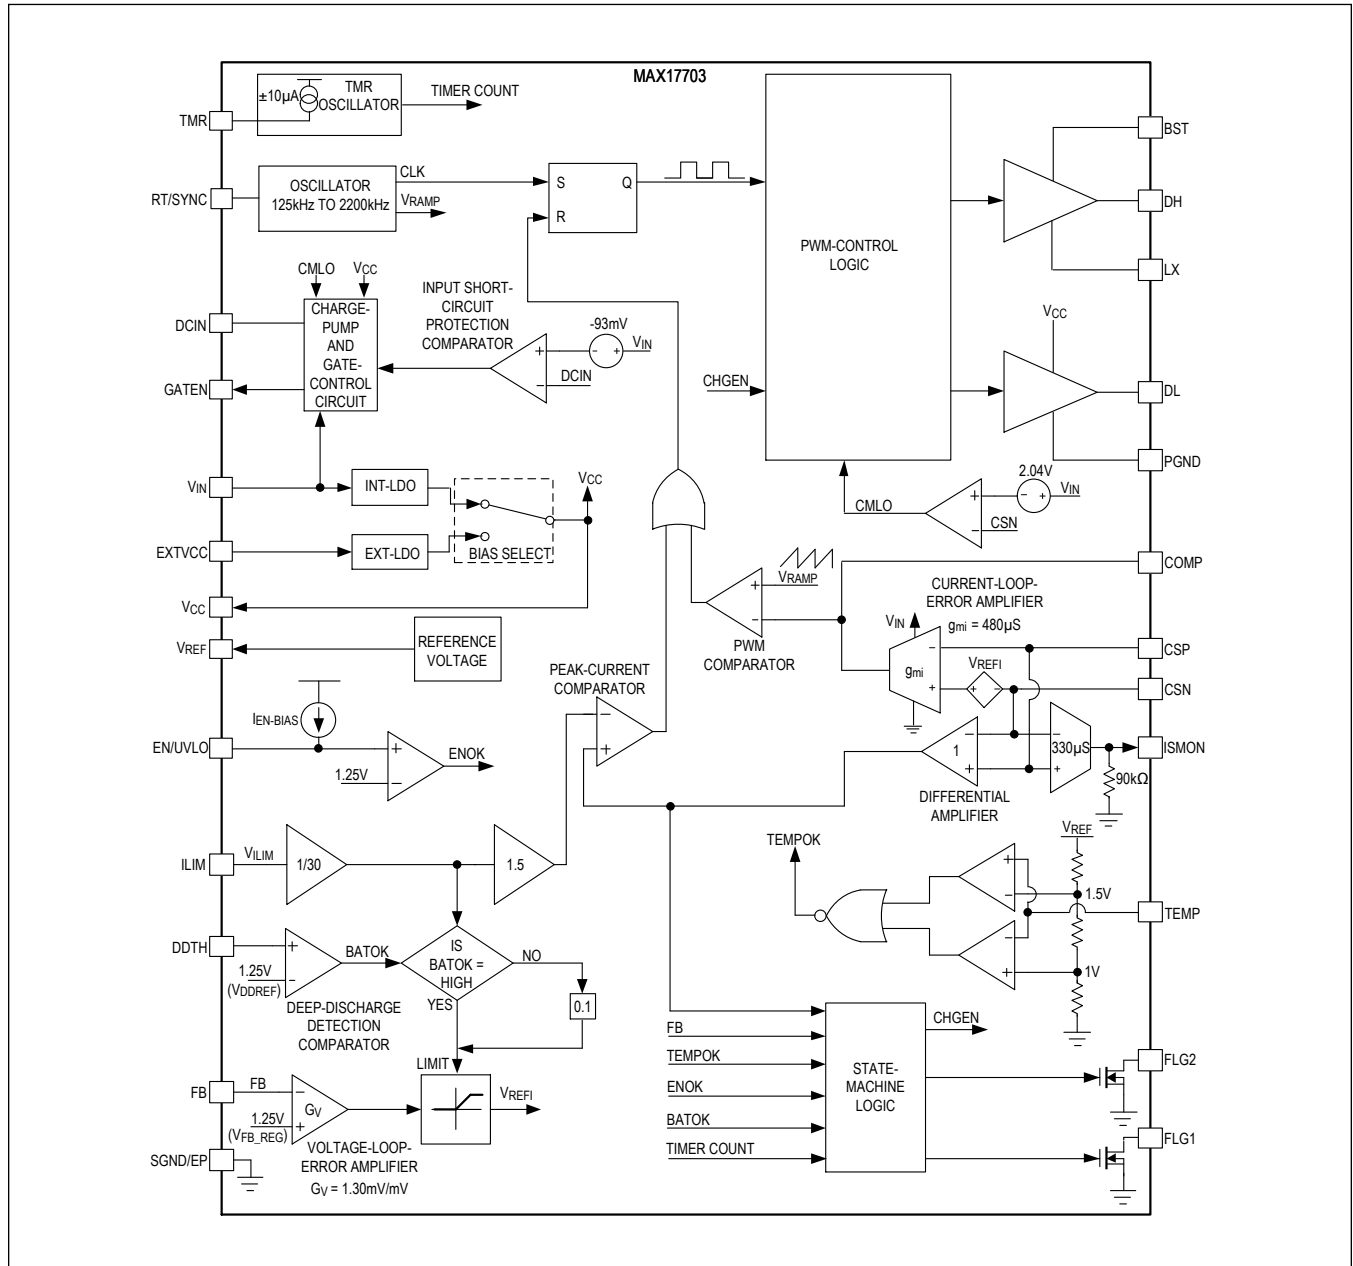 MAX17703
TMR
±10µA
TMR
OSCILLATOR
TIMER COUNT
RT/SYNC
OSCILLATOR
125kHz TO 2200kHz
CLK
VRAMP
S
Q
R
PWM-CONTROL
LOGIC
BST
DH
LX
DCIN
GATEN
CMLO
VCC
CHARGE-
PUMP
AND
GATE-
CONTROL
CIRCUIT
INPUT SHORT-
CIRCUIT
PROTECTION
COMPARATOR
+
−
-93mV
- +
VIN
DCIN
CHGEN
VCC
DL
PGND
VIN
INT-LDO
EXTVCC
EXT-LDO
BIAS SELECT
VCC
VCC
VREF
REFERENCE
VOLTAGE
CMLO
+
−
2.04V
- +
VIN
CSN
VRAMP
+
−
PWM
COMPARATOR
CURRENT-LOOP-
ERROR AMPLIFIER
gmi = 480µS
VIN
gmi
−
+
VREFI
+ -
COMP
CSP
CSN
ISMON
1
−
+
DIFFERENTIAL
AMPLIFIER
330µS
−
+
90kΩ
IEN-BIAS
EN/UVLO
1.25V
+
−
ENOK
PEAK-CURRENT
COMPARATOR
−
+
ILIM
VILIM
1/30
1.5
DDTH
1.25V
(VDDREF)
+
−
BATOK
DEEP-DISCHARGE
DETECTION
COMPARATOR
IS
BATOK =
HIGH
NO
YES
0.1
LIMIT
FB
FB
1.25V
(VFB_REG)
−
+
GV
VREFI
VOLTAGE-LOOP-
ERROR AMPLIFIER
GV = 1.30mV/mV
SGND/EP
TEMPOK
+
−
−
+
VREF
1.5V
1V
TEMP
FB
TEMPOK
ENOK
BATOK
TIMER COUNT
STATE-
MACHINE
LOGIC
CHGEN
FLG2
FLG1